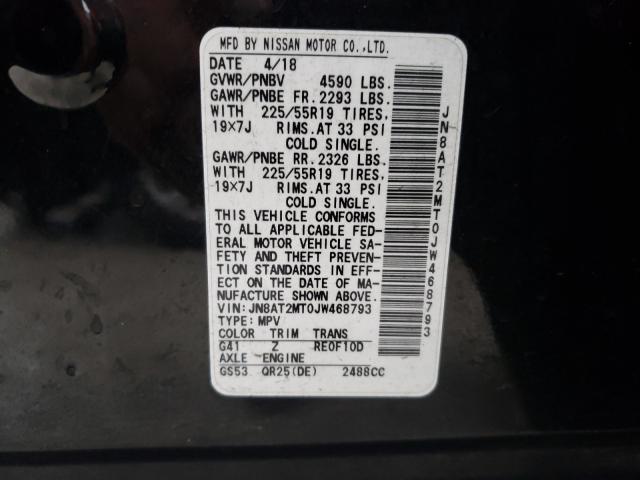 MFD BY NISSAN MOTOR CO.,LTD.
DATE 4/18
GVWR/PNBV 4590 LBS.
GAWR/PNBE FR. 2293 LBS.
WITH 225/55R19 TIRES,
19×7J RIMS. AT 33 PSI
COLD SINGLE.
GAWR/PNBE RR. 2326 LBS.
WITH 225/55R19 TIRES,
19×7J RIMS. AT 33 PSI
COLD SINGLE.
THIS VEHICLE CONFORMS
TO ALL APPLICABLE FED-
ERAL MOTOR VEHICLE SA-
FETY AND THEFT PREVEN-
TION STANDARDS IN EFF-
ECT ON THE DATE OF MA-
NUFACTURE SHOWN ABOVE.
VIN: JN8AT2MT0JW468793
TYPE: MPV
COLOR TRIM TRANS
G41 Z RE0F10D
AXLE ENGINE
GS53 QR25(DE) 2488CC
JN8AT2MT0JW468793